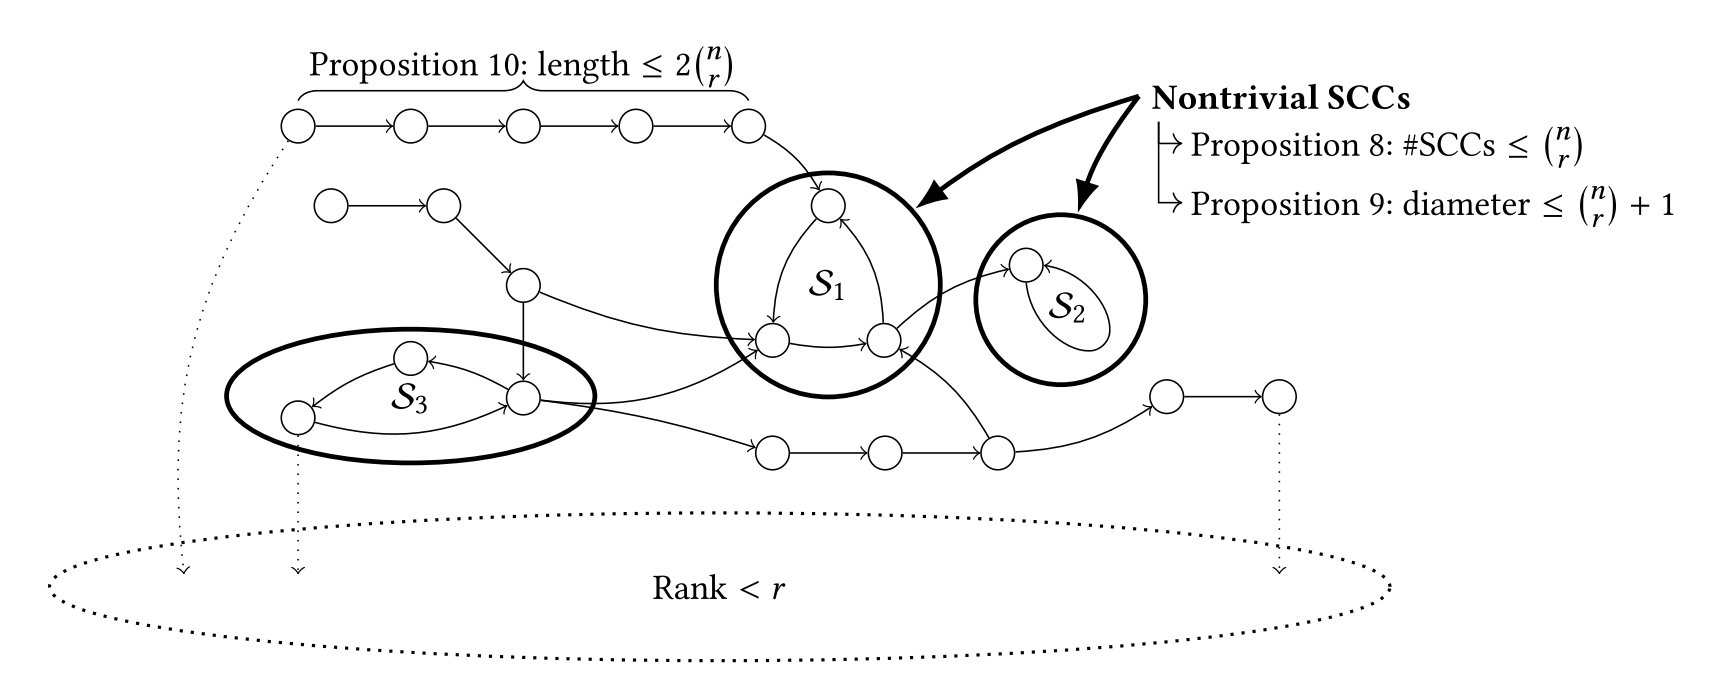 Proposition 10: length ≤ 2(n r)
Nontrivial SCCs
Proposition 8: #SCCs ≤ (n r)
Proposition 9: diameter ≤ (n r) + 1
S₁
S₂
S₃
Rank < r